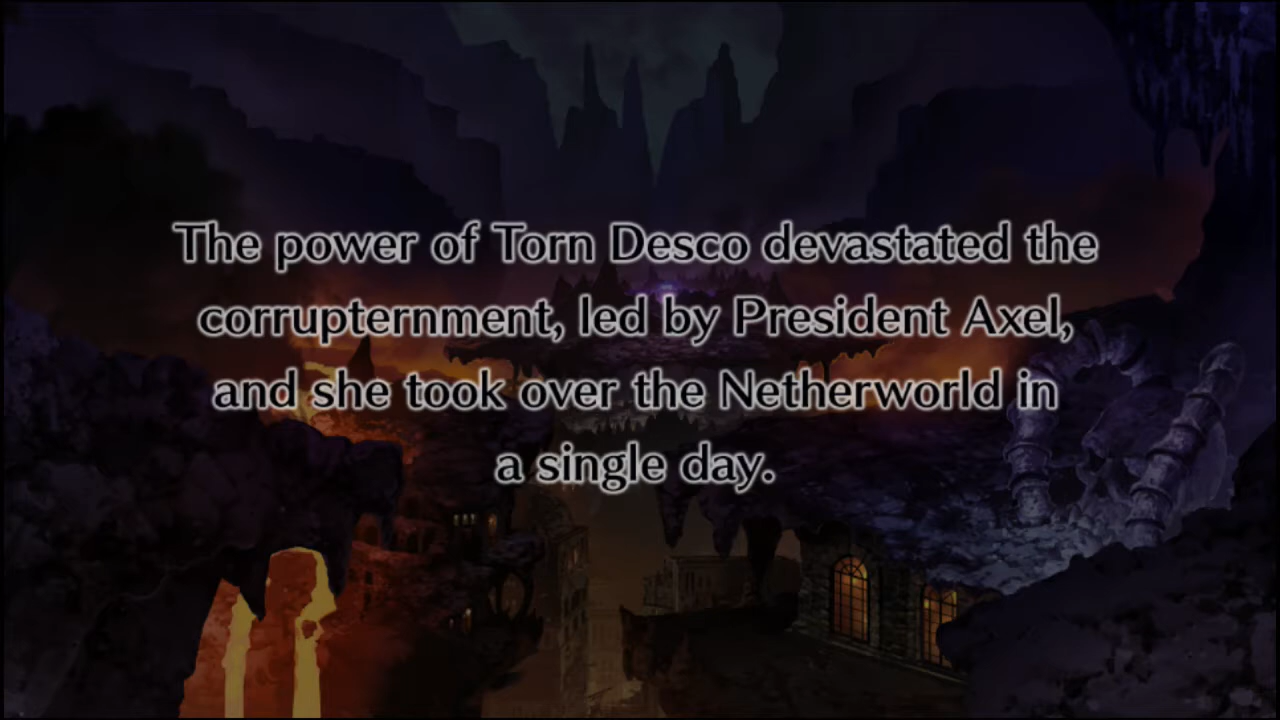 The power of Torn Desco devastated the
corrupternment, led by President Axel,
and she took over the Netherworld in
a single day.